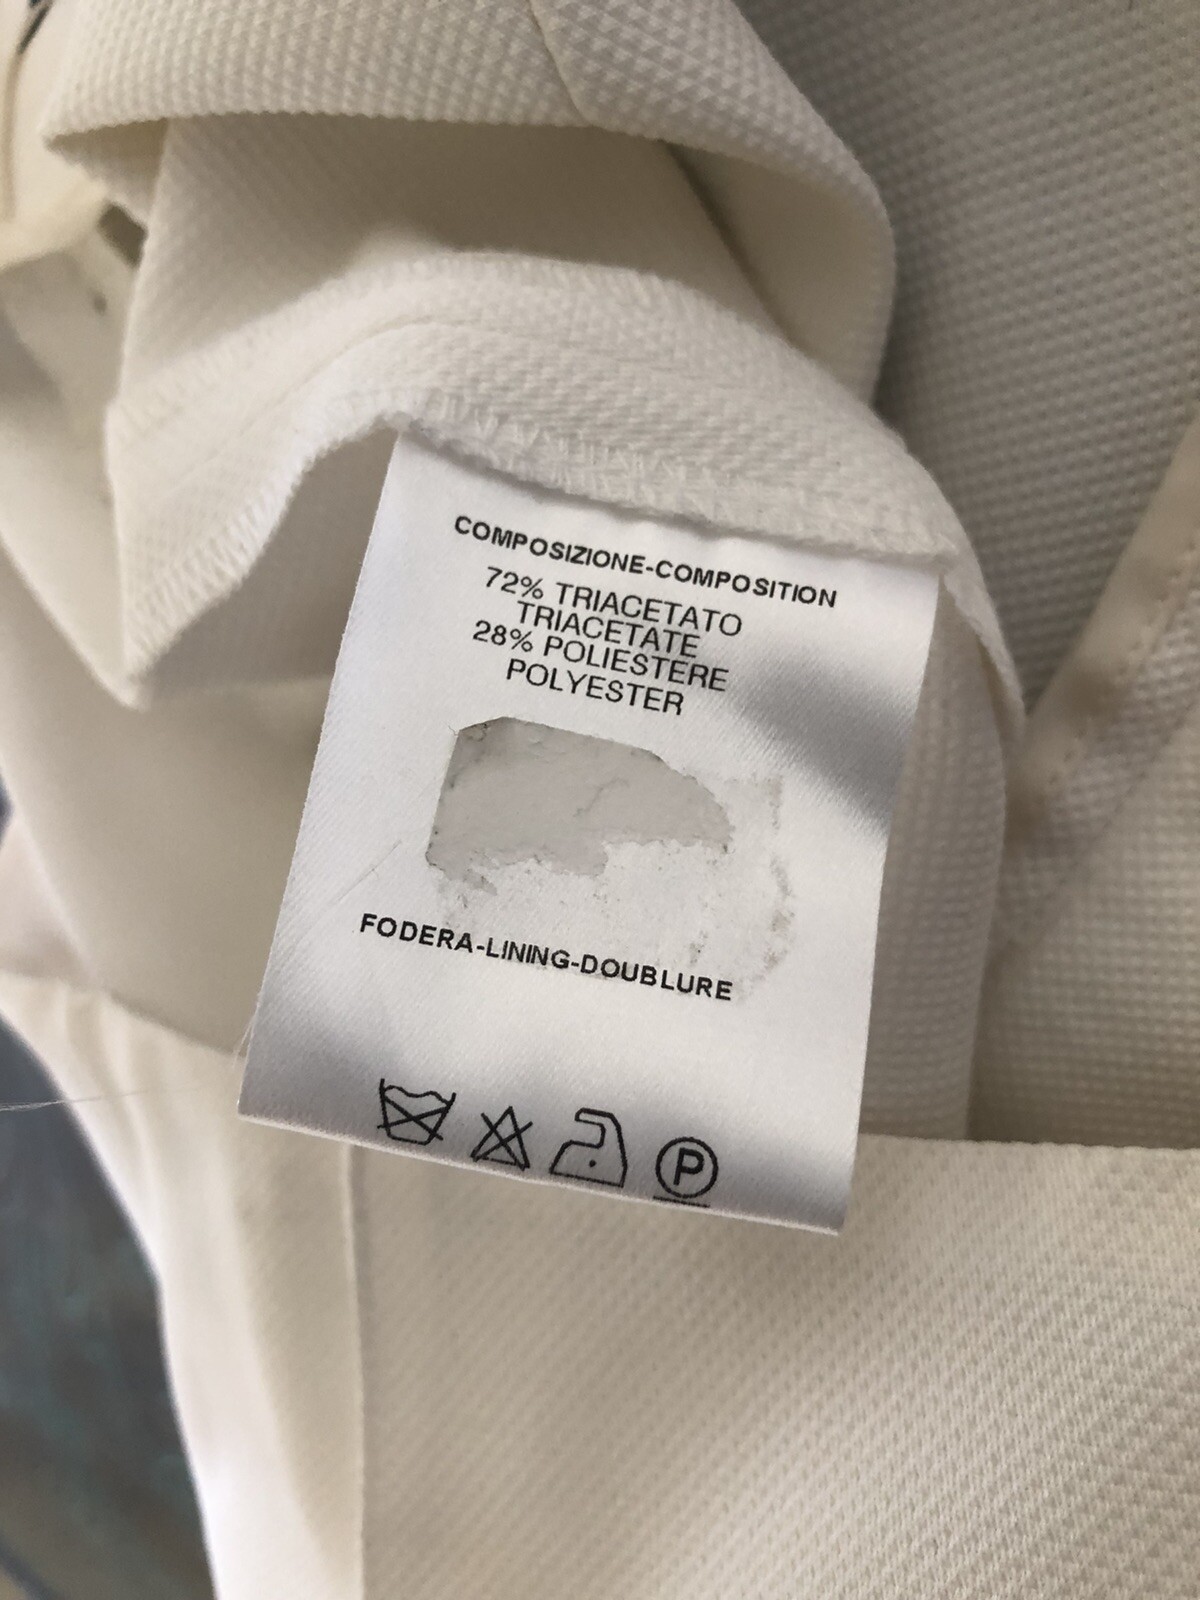 COMPOSIZIONE-COMPOSITION
72% TRIACETATO
TRIACETATE
28% POLIESTERE
POLYESTER
FODERA-LINING-DOUBLURE
P